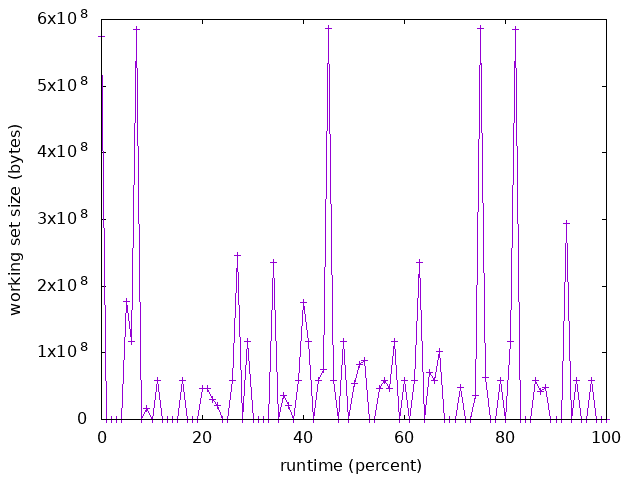 6x10^8
5x10^8
4x10^8
3x10^8
2x10^8
1x10^8
0
working set size (bytes)
0 20 40 60 80 100
runtime (percent)